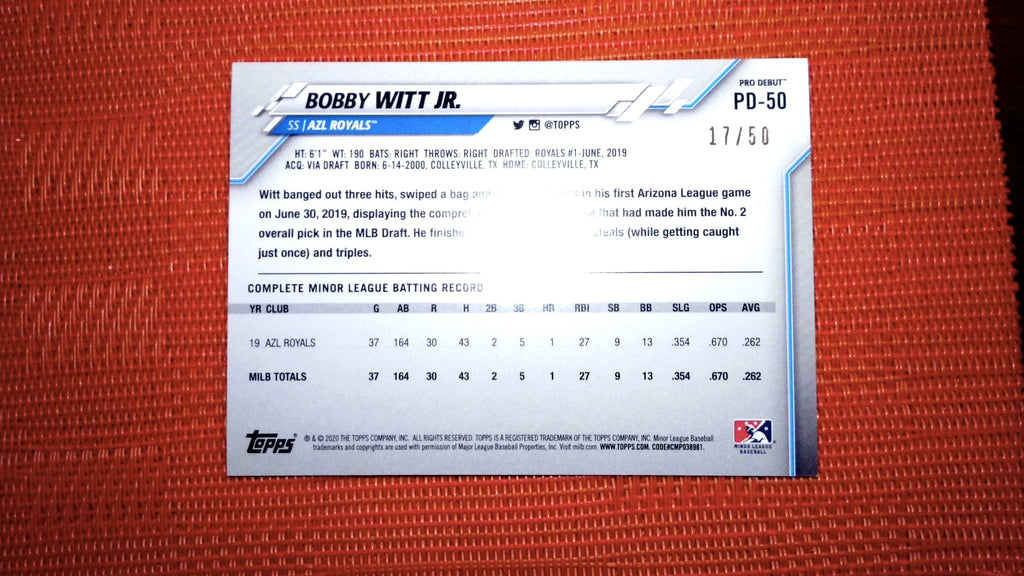 PRO DEBUT™
BOBBY WITT JR.
PD-50
SS | AZL ROYALS™
@TOPPS
17/50
HT: 6'1" WT: 190 BATS: RIGHT THROWS: RIGHT DRAFTED: ROYALS #1-JUNE, 2019
ACQ: VIA DRAFT BORN: 6-14-2000, COLLEYVILLE, TX HOME: COLLEYVILLE, TX
Witt banged out three hits, swiped a bag and in his first Arizona League game
on June 30, 2019, displaying the that had made him the No. 2
overall pick in the MLB Draft. He (while getting caught
just once) and triples.
COMPLETE MINOR LEAGUE BATTING RECORD
YR CLUB G AB R H 2B 3B HR RBI SB BB SLG OPS AVG
19 AZL ROYALS 37 164 30 43 2 5 1 27 9 13 .354 .670 .262
MILB TOTALS 37 164 30 43 2 5 1 27 9 13 .354 .670 .262
Topps ® & © 2020 THE TOPPS COMPANY, INC. ALL RIGHTS RESERVED. TOPPS IS A REGISTERED TRADEMARK OF THE TOPPS COMPANY, INC. Minor League Baseball
trademarks and copyrights are used with permission of Major League Baseball Properties, Inc. Visit milb.com. WWW.TOPPS.COM. CODE#CMP038981.
MINOR LEAGUE
BASEBALL